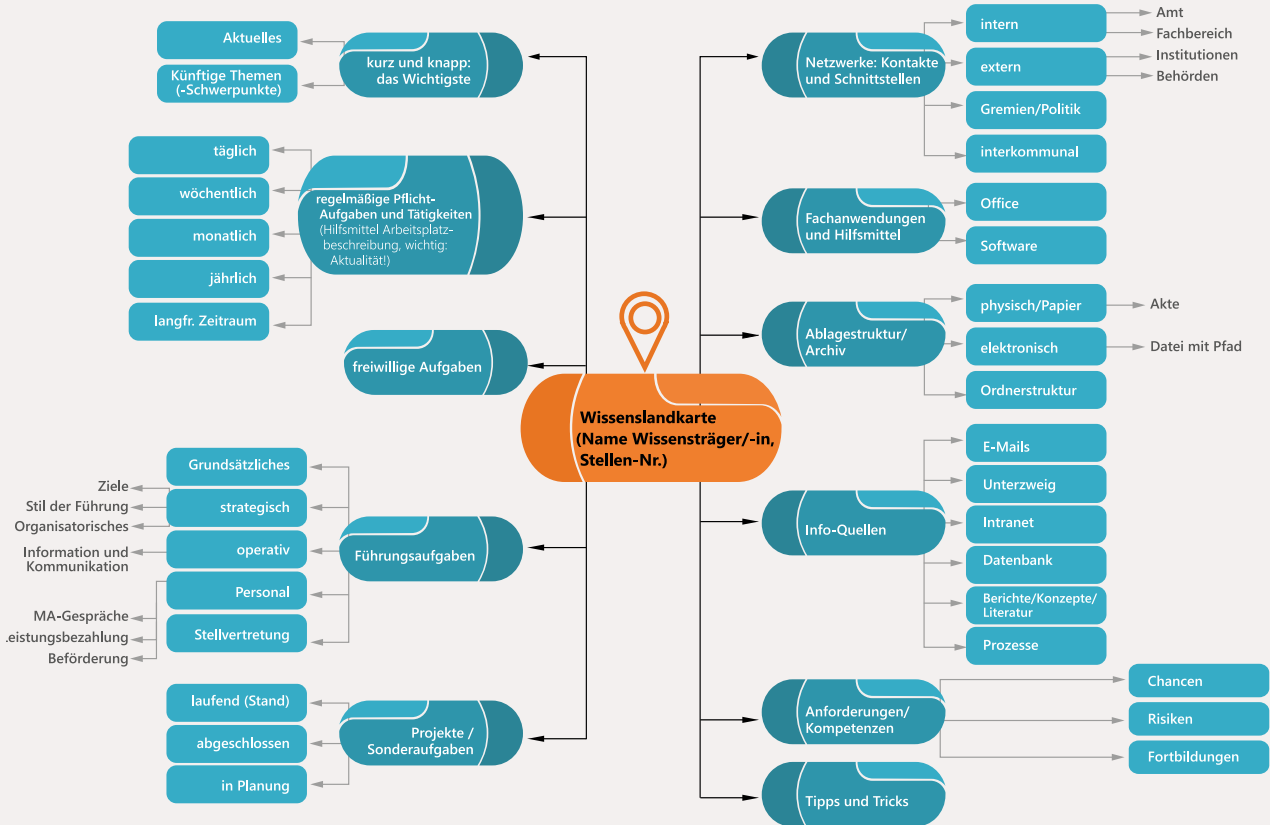 kurz und knapp:
das Wichtigste
Aktuelles
Künftige Themen
(-Schwerpunkte)
regelmäßige Pflicht-
Aufgaben und Tätigkeiten
(Hilfsmittel Arbeitsplatz-
beschreibung, wichtig:
Aktualität!)
täglich
wöchentlich
monatlich
jährlich
langfr. Zeitraum
freiwillige Aufgaben
Wissenslandkarte
(Name Wissensträger/-in,
Stellen-Nr.)
Führungsaufgaben
Grundsätzliches
strategisch
Ziele
Stil der Führung
Organisatorisches
operativ
Information und
Kommunikation
Personal
MA-Gespräche
eistungsbezahlung
Beförderung
Stellvertretung
Projekte /
Sonderaufgaben
laufend (Stand)
abgeschlossen
in Planung
Netzwerke: Kontakte
und Schnittstellen
intern
Amt
Fachbereich
extern
Institutionen
Behörden
Gremien/Politik
interkommunal
Fachanwendungen
und Hilfsmittel
Office
Software
Ablagestruktur/
Archiv
physisch/Papier
Akte
elektronisch
Datei mit Pfad
Ordnerstruktur
Info-Quellen
E-Mails
Unterzweig
Intranet
Datenbank
Berichte/Konzepte/
Literatur
Prozesse
Anforderungen/
Kompetenzen
Chancen
Risiken
Fortbildungen
Tipps und Tricks